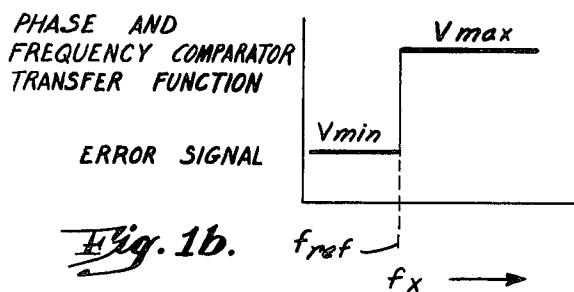 PHASE AND
FREQUENCY COMPARATOR
TRANSFER FUNCTION
Vmax
Vmin
ERROR SIGNAL
Fig. 1b.
fref
fx